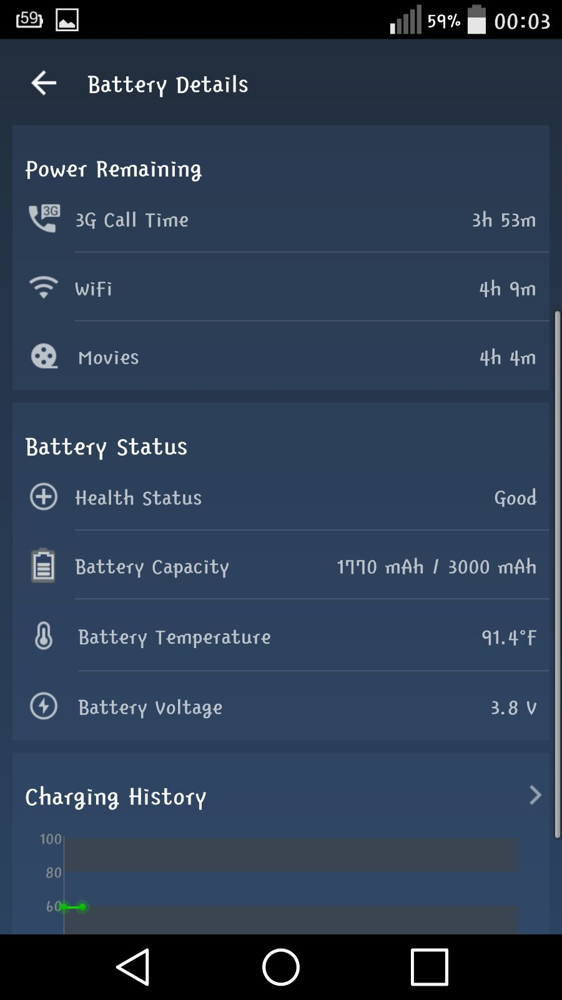 59 59% 00:03
Battery Details
Power Remaining
3G 3G Call Time 3h 53m
WiFi 4h 9m
Movies 4h 4m
Battery Status
Health Status Good
Battery Capacity 1770 mAh / 3000 mAh
Battery Temperature 91.4°F
Battery Voltage 3.8 V
Charging History
100
80
60